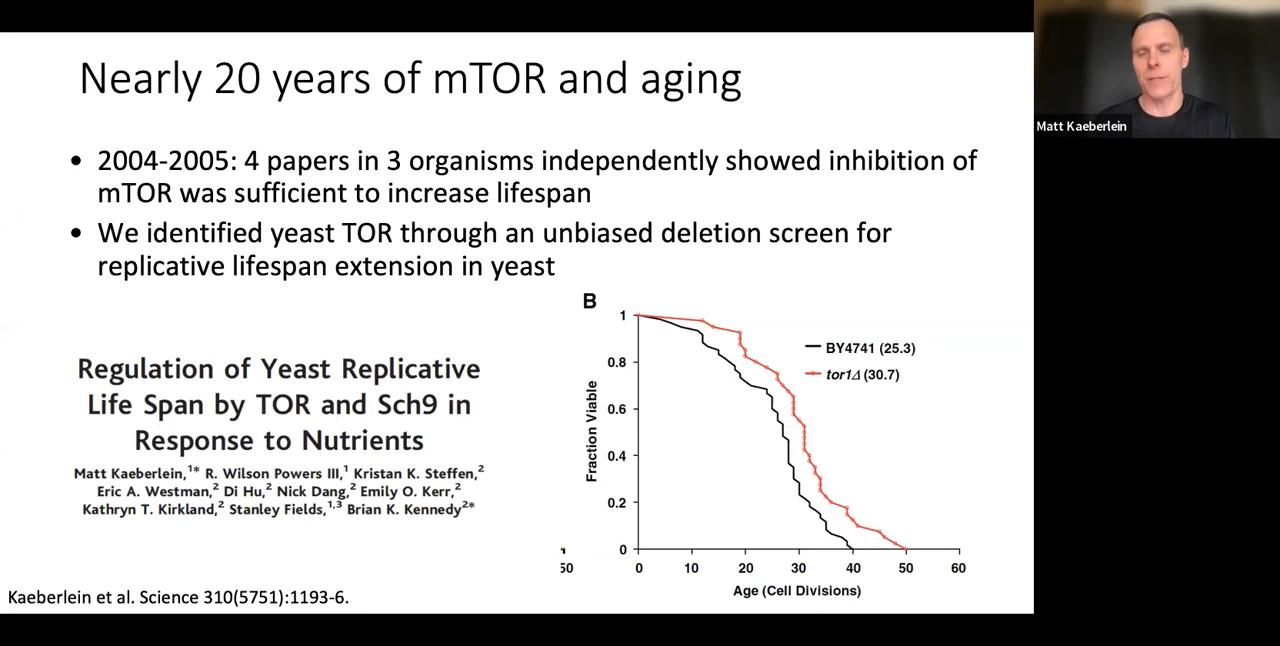 Nearly 20 years of mTOR and aging
• 2004-2005: 4 papers in 3 organisms independently showed inhibition of
mTOR was sufficient to increase lifespan
• We identified yeast TOR through an unbiased deletion screen for
replicative lifespan extension in yeast
Regulation of Yeast Replicative
Life Span by TOR and Sch9 in
Response to Nutrients
Matt Kaeberlein,¹* R. Wilson Powers III,¹ Kristan K. Steffen,²
Eric A. Westman,² Di Hu,² Nick Dang,² Emily O. Kerr,²
Kathryn T. Kirkland,² Stanley Fields,¹,³ Brian K. Kennedy²*
B
1
0.8
0.6
0.4
0.2
0
Fraction Viable
BY4741 (25.3)
tor1Δ (30.7)
50
0 10 20 30 40 50 60
Age (Cell Divisions)
Kaeberlein et al. Science 310(5751):1193-6.
Matt Kaeberlein